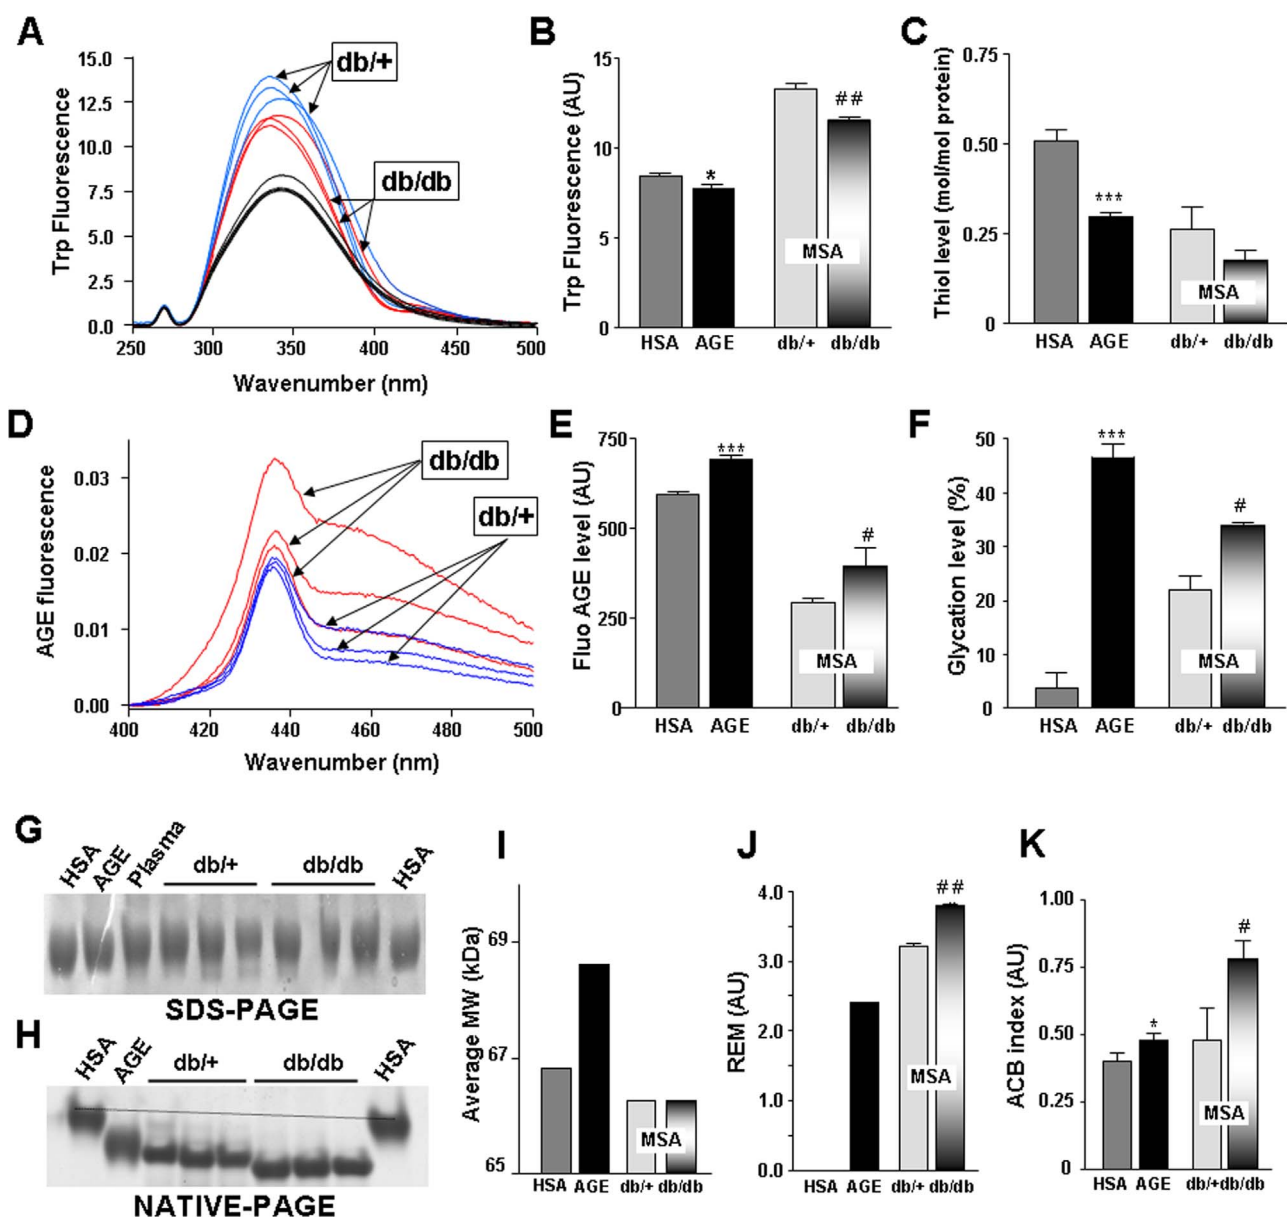 A
Trp Fluorescence
15.0
12.5
10.0
7.5
5.0
2.5
0.0
250 300 350 400 450 500
Wavenumber (nm)
db/+
db/db
B
Trp Fluorescence (AU)
15
10
5
0
*
##
MSA
HSA AGE db/+ db/db
C
Thiol level (mol/mol protein)
0.75
0.50
0.25
0
***
MSA
HSA AGE db/+ db/db
D
AGE fluorescence
0.03
0.02
0.01
0.00
400 420 440 460 480 500
Wavenumber (nm)
db/db
db/+
E
Fluo AGE level (AU)
750
500
250
0
***
#
MSA
HSA AGE db/+ db/db
F
Glycation level (%)
50
40
30
20
10
0
***
#
MSA
HSA AGE db/+ db/db
G
HSA AGE Plasma db/+ db/db HSA
SDS-PAGE
H
HSA AGE db/+ db/db HSA
NATIVE-PAGE
I
Average MW (kDa)
69
67
65
MSA
HSA AGE db/+ db/db
J
REM (AU)
4.0
3.0
2.0
1.0
0.0
##
MSA
HSA AGE db/+ db/db
K
ACB index (AU)
1.00
0.75
0.50
0.25
0
*
#
MSA
HSA AGE db/+db/db